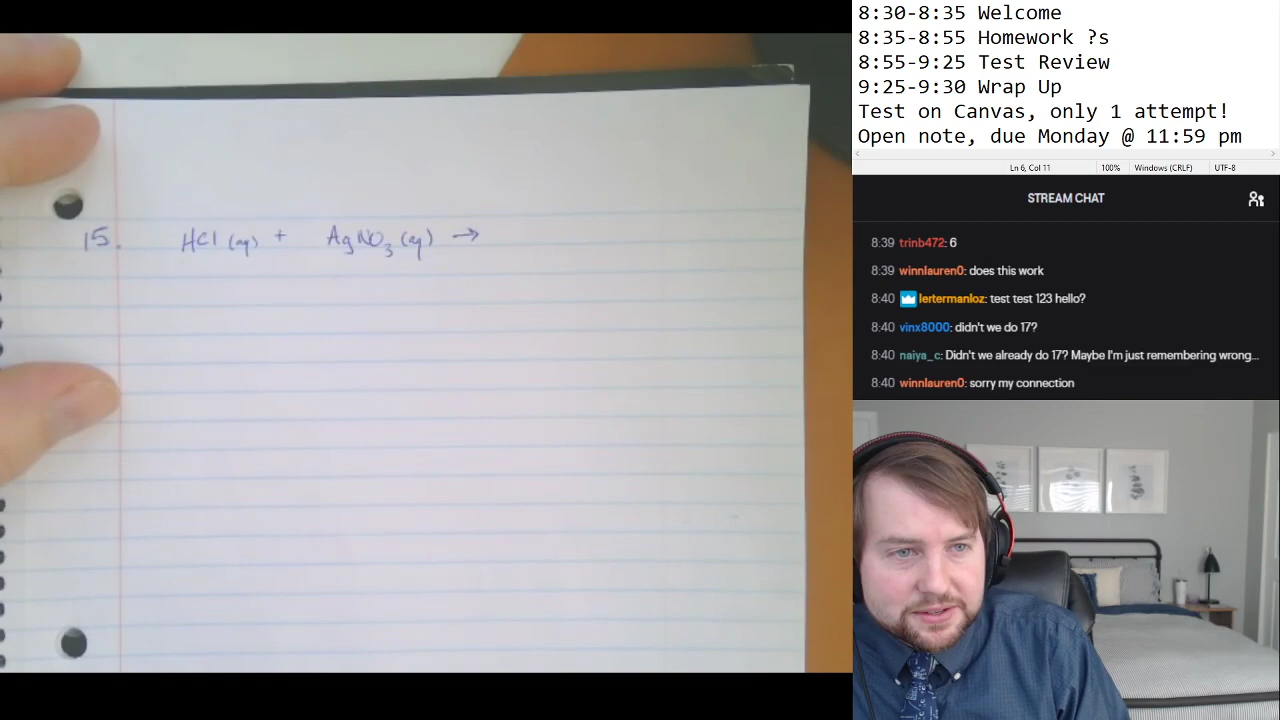 15. HCl (aq) + AgNO₃ (aq) →
8:30-8:35 Welcome
8:35-8:55 Homework ?s
8:55-9:25 Test Review
9:25-9:30 Wrap Up
Test on Canvas, only 1 attempt!
Open note, due Monday @ 11:59 pm
Ln 6, Col 11 100% Windows (CRLF) UTF-8
STREAM CHAT
8:39 trinb472: 6
8:39 winnlauren0: does this work
8:40 lertermanloz: test test 123 hello?
8:40 vinx8000: didn't we do 17?
8:40 naiya_c: Didn't we already do 17? Maybe I'm just remembering wrong...
8:40 winnlauren0: sorry my connection